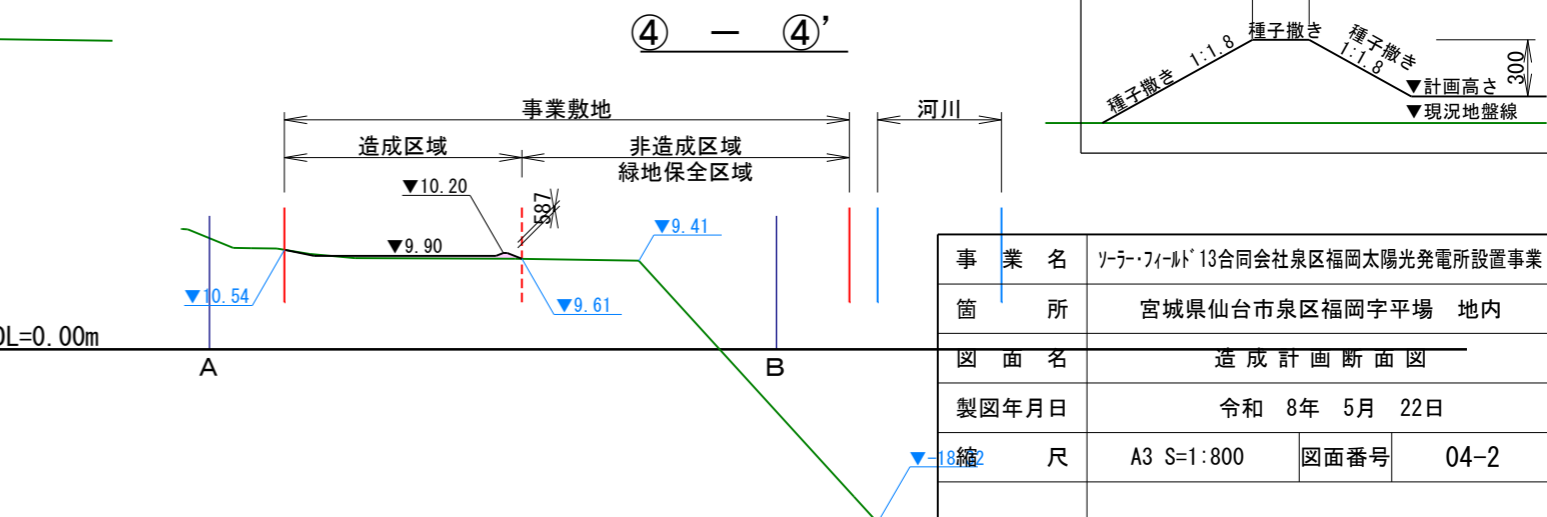 ④ － ④'
種子撒き
種子撒き 1:1.8
種子撒き
1:1.8
300
▼計画高さ
▼現況地盤線
事業敷地
河川
造成区域
非造成区域
緑地保全区域
▼10.20
587
▼9.41
▼9.90
▼10.54
▼9.61
DL=0.00m
A
B
事業名 ソーラー・フィールド13合同会社泉区福岡太陽光発電所設置事業
箇所 宮城県仙台市泉区福岡字平場 地内
図面名 造成計画断面図
製図年月日 令和 8年 5月 22日
縮尺 A3 S=1:800 図面番号 04-2